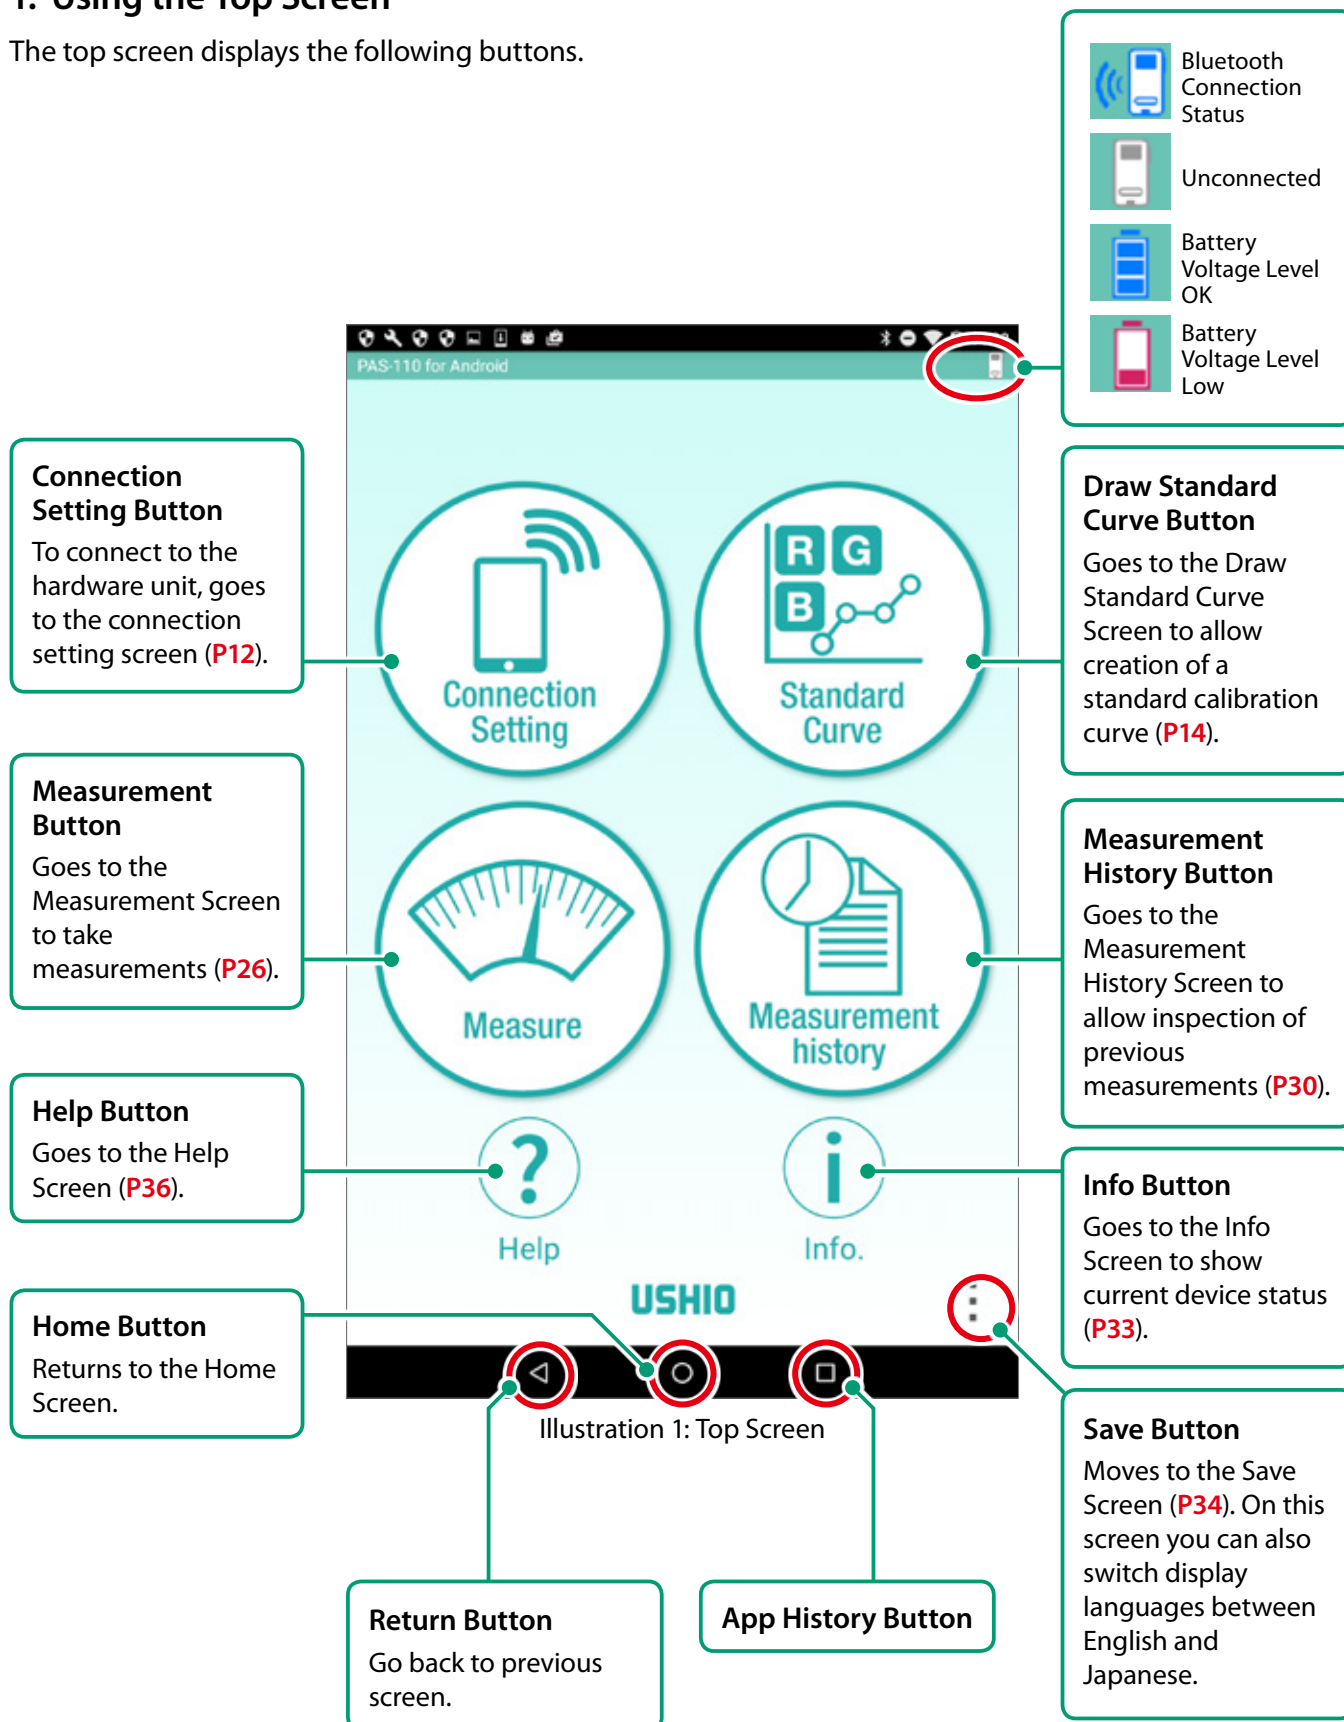 1. Using the Top Screen
The top screen displays the following buttons.
Bluetooth
Connection
Status
Unconnected
Battery
Voltage Level
OK
Battery
Voltage Level
Low
PAS-110 for Android
Connection
Setting Button
To connect to the
hardware unit, goes
to the connection
setting screen (P12).
Measurement
Button
Goes to the
Measurement Screen
to take
measurements (P26).
Help Button
Goes to the Help
Screen (P36).
Home Button
Returns to the Home
Screen.
Connection
Setting
R G
B
Standard
Curve
Measure
Measurement
history
?
Help
i
Info.
USHIO
Draw Standard
Curve Button
Goes to the Draw
Standard Curve
Screen to allow
creation of a
standard calibration
curve (P14).
Measurement
History Button
Goes to the
Measurement
History Screen to
allow inspection of
previous
measurements (P30).
Info Button
Goes to the Info
Screen to show
current device status
(P33).
Save Button
Moves to the Save
Screen (P34). On this
screen you can also
switch display
languages between
English and
Japanese.
Illustration 1: Top Screen
Return Button
Go back to previous
screen.
App History Button